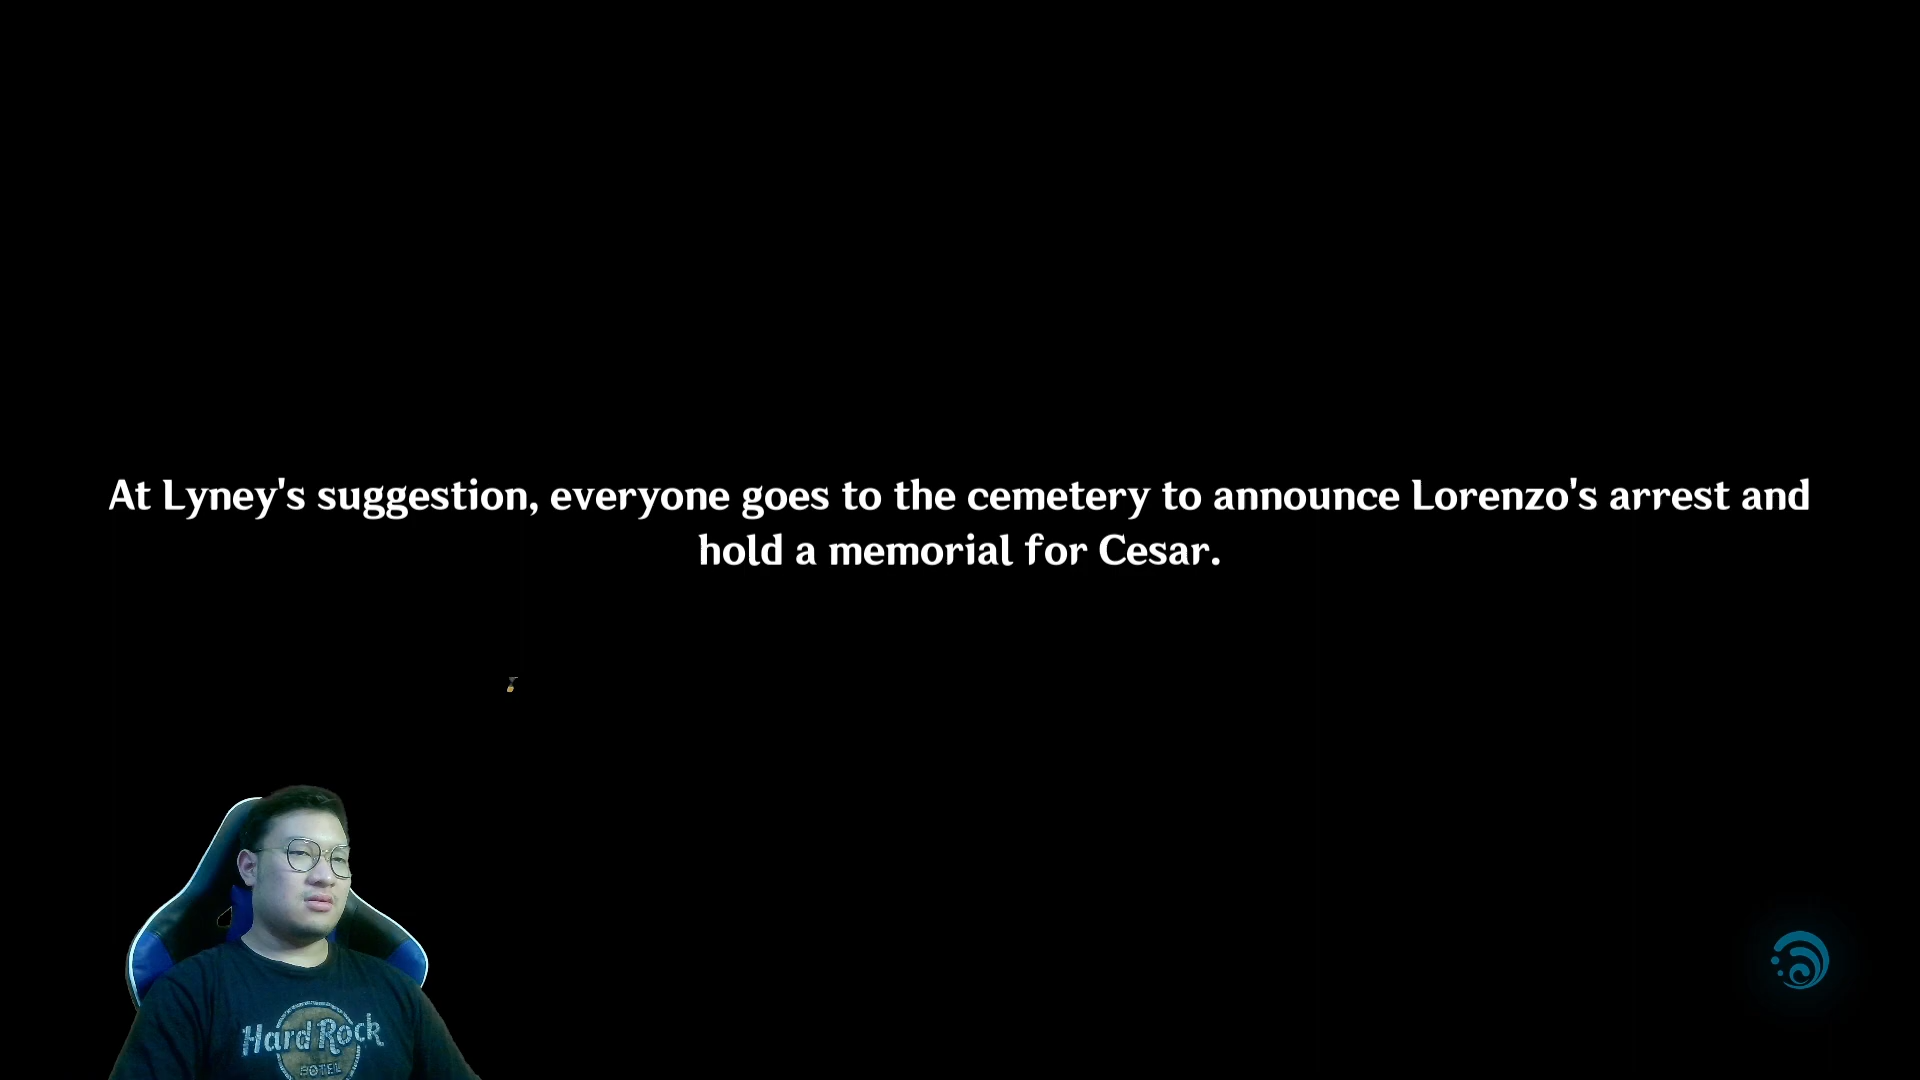 At Lyney's suggestion, everyone goes to the cemetery to announce Lorenzo's arrest and
hold a memorial for Cesar.
Hard Rock
HOTEL